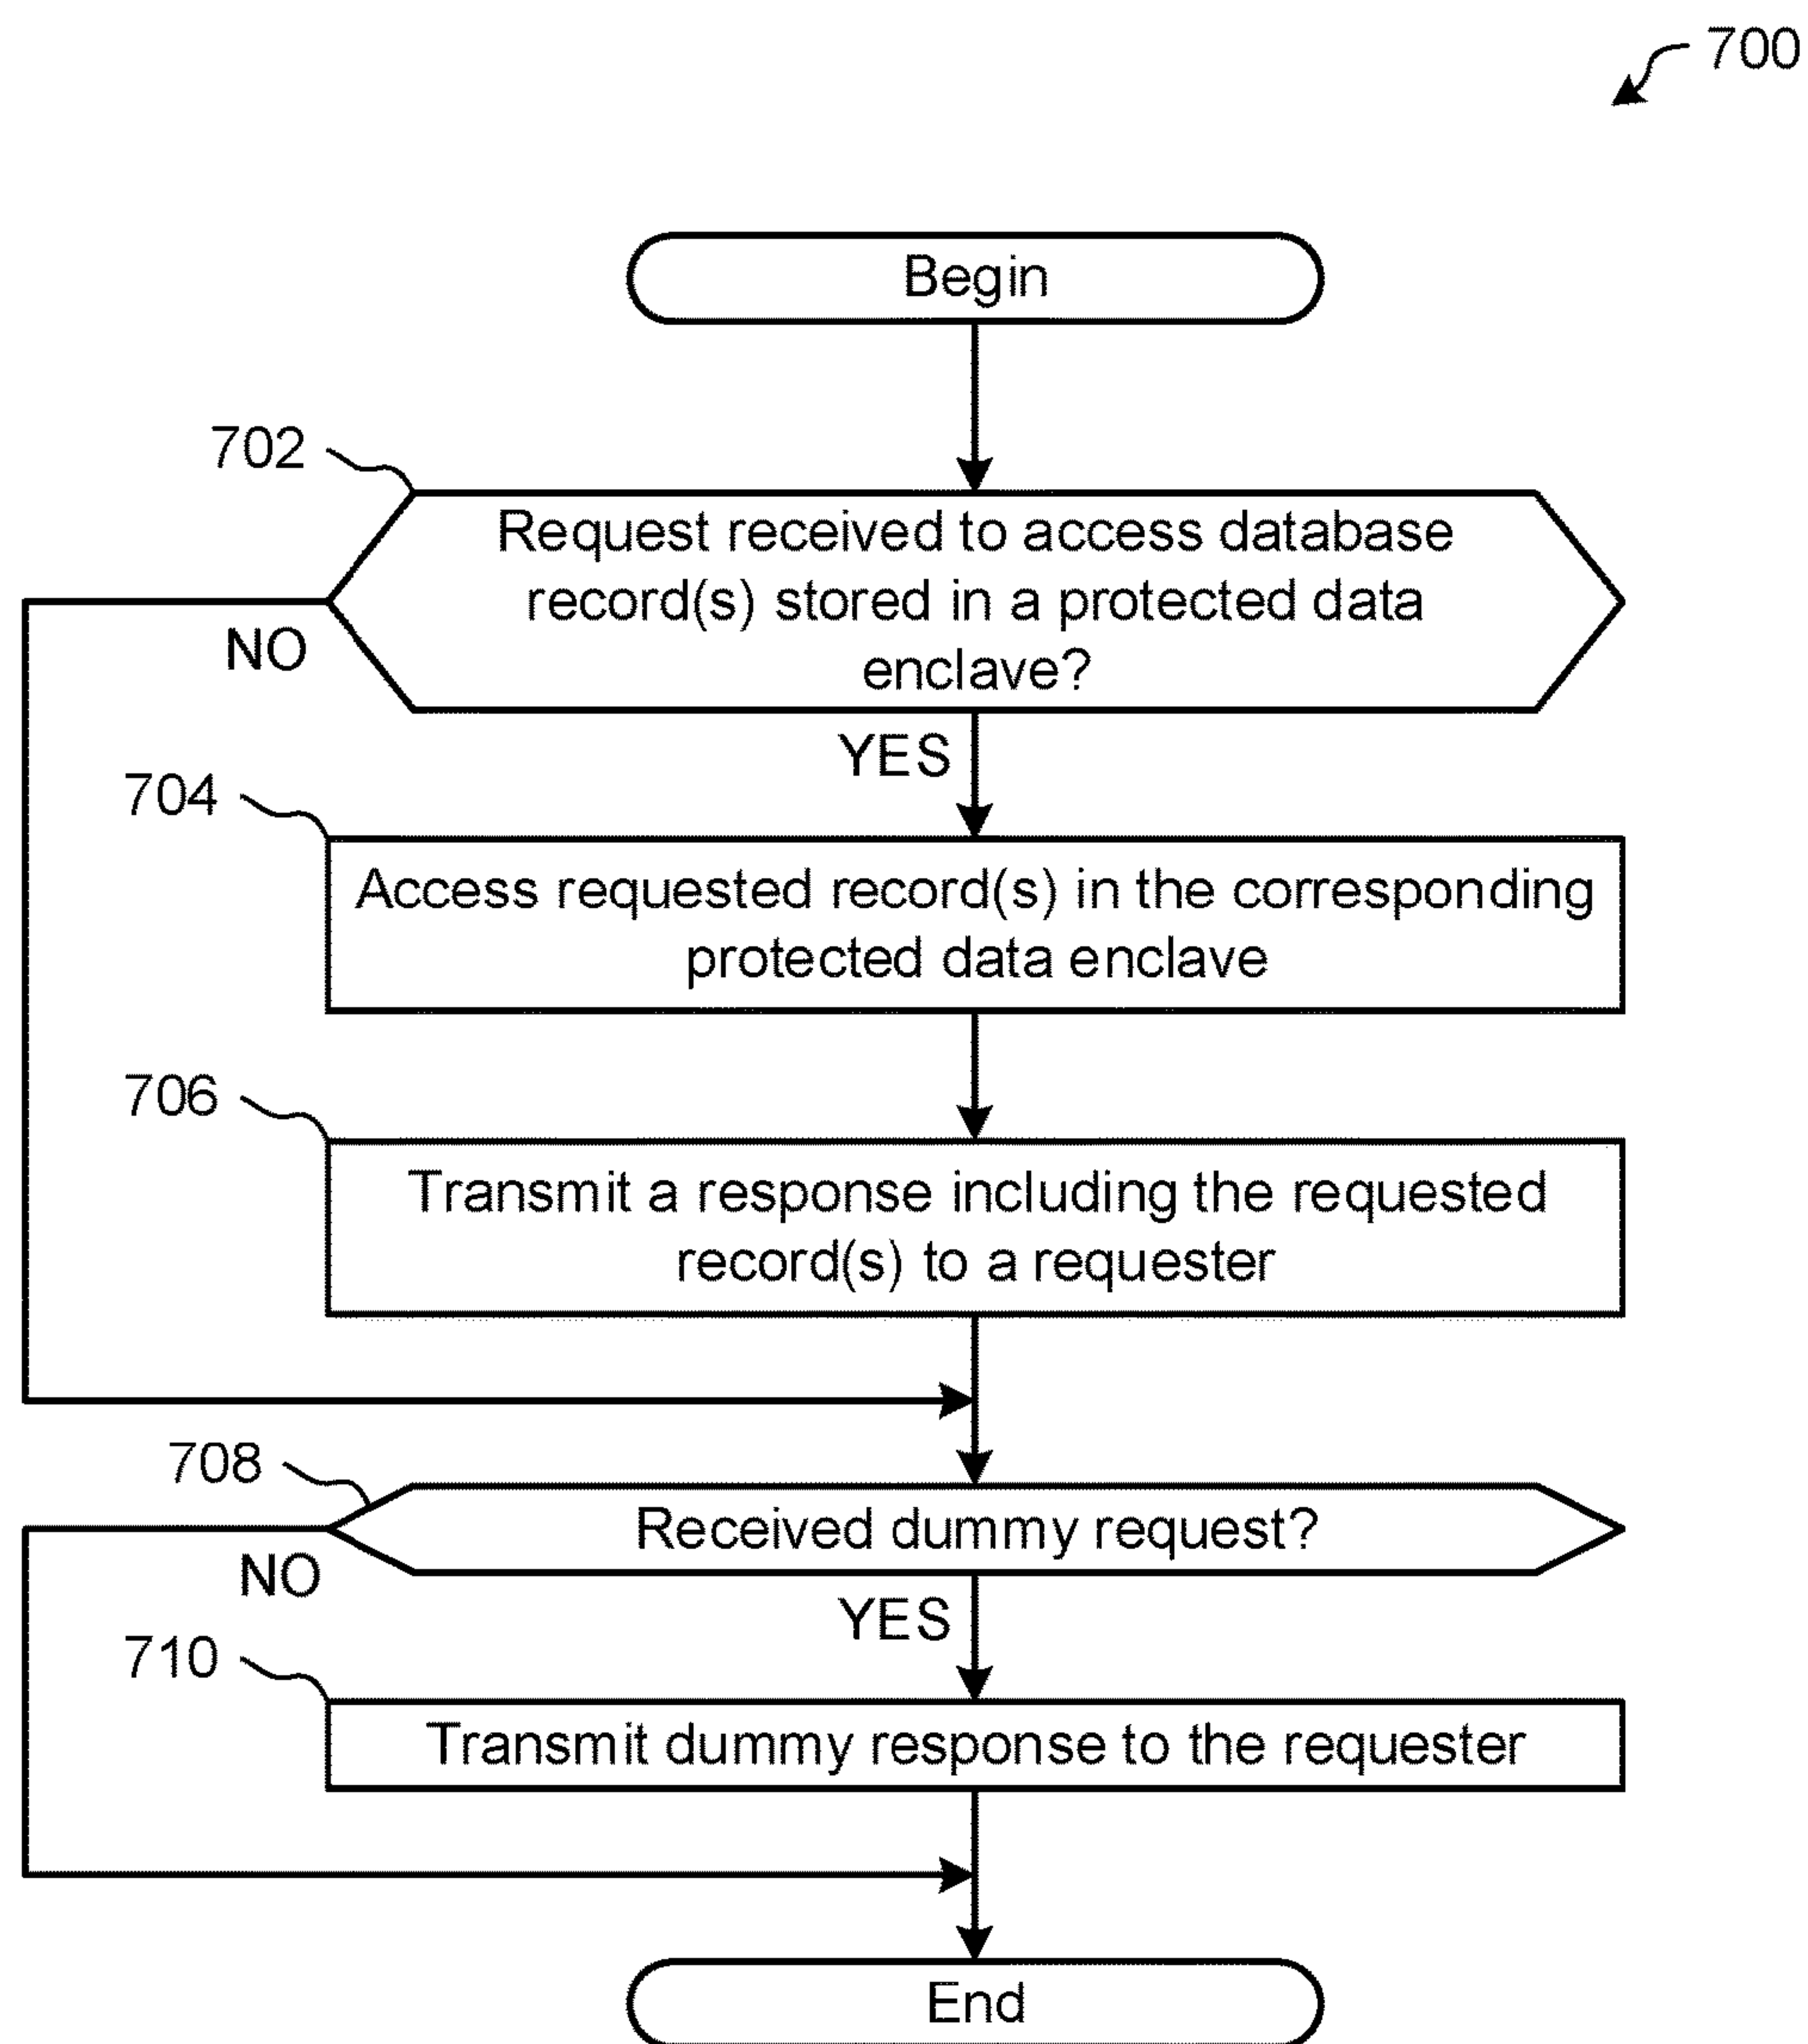 700
Begin
702
Request received to access database
record(s) stored in a protected data
enclave?
NO
YES
704
Access requested record(s) in the corresponding
protected data enclave
706
Transmit a response including the requested
record(s) to a requester
708
Received dummy request?
NO
YES
710
Transmit dummy response to the requester
End